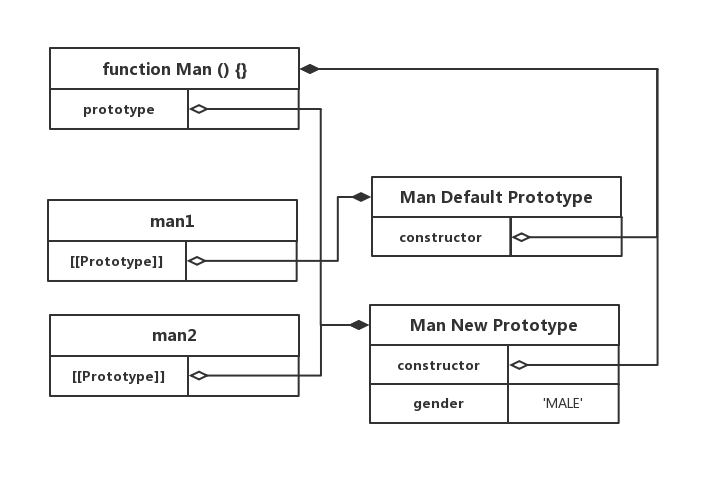 function Man () {}
prototype
man1
[[Prototype]]
man2
[[Prototype]]
Man Default Prototype
constructor
Man New Prototype
constructor
gender 'MALE'